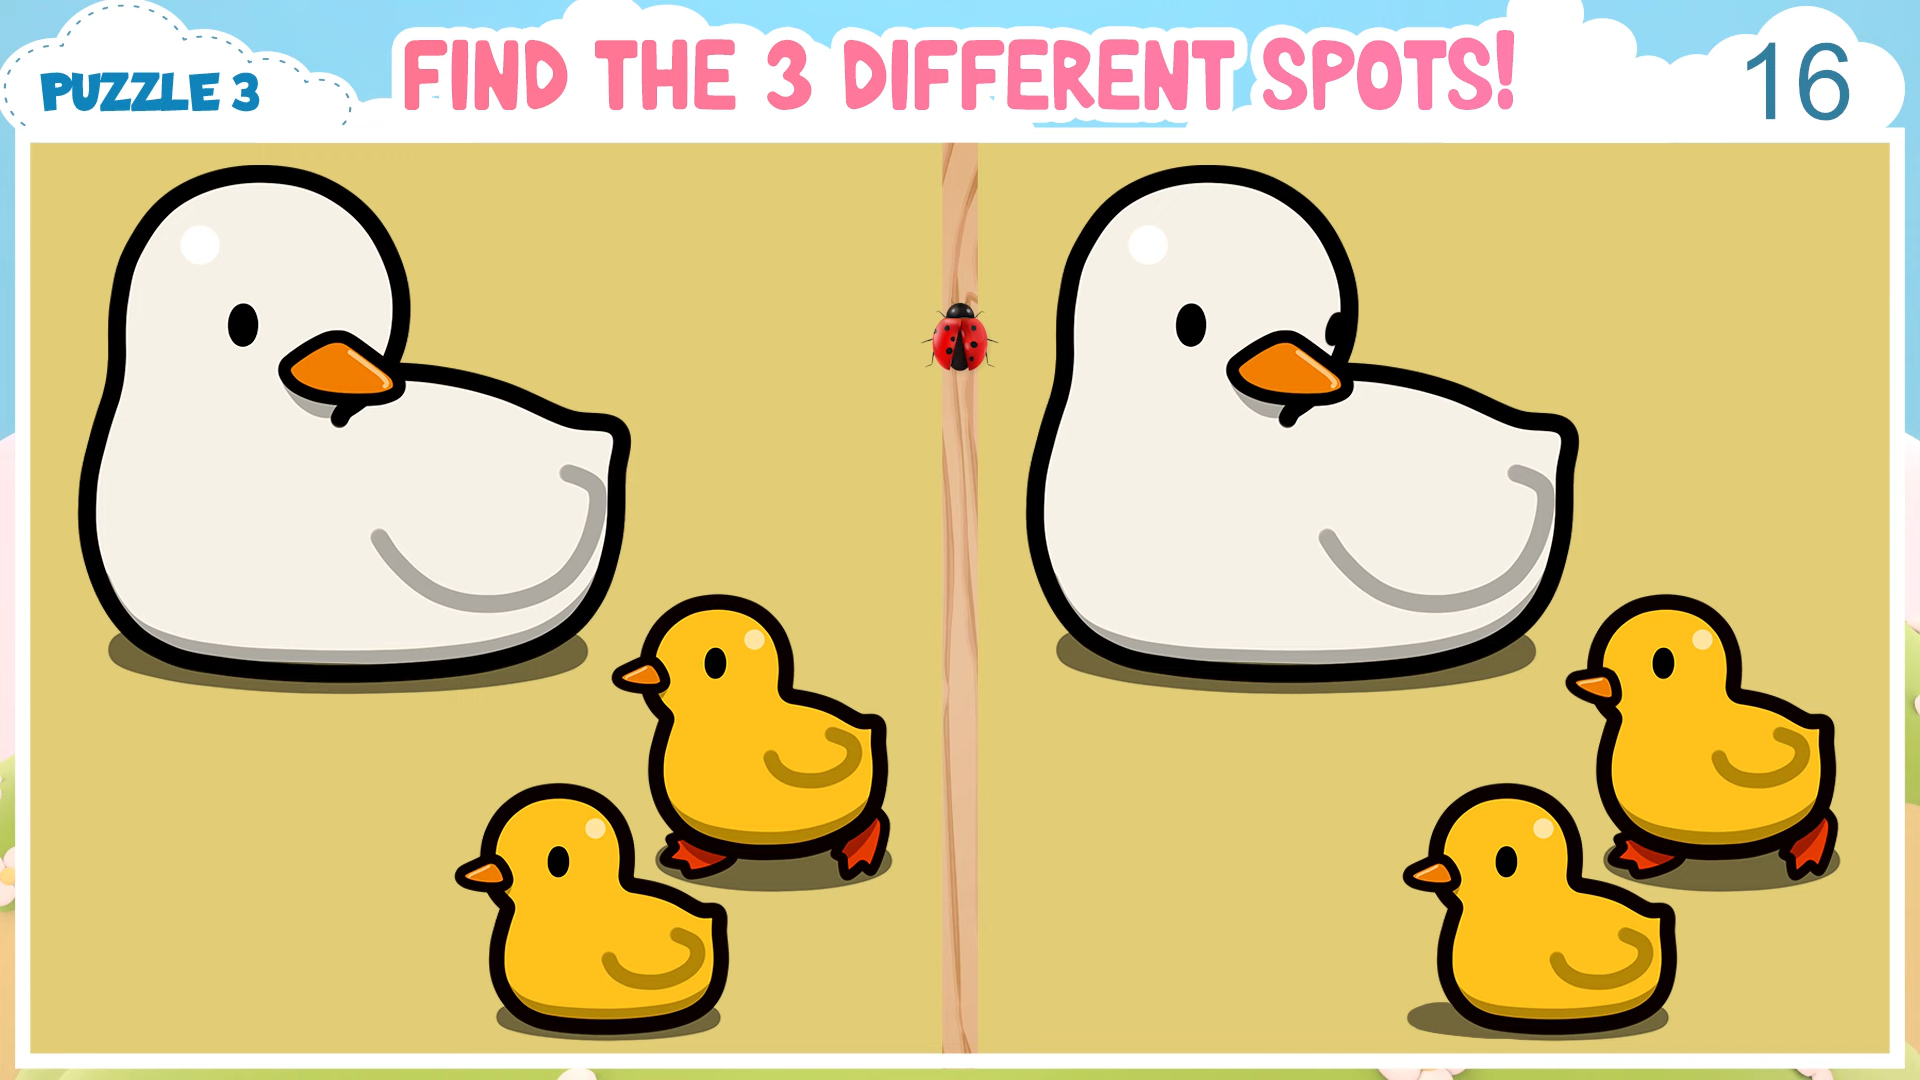 PUZZLE 3
FIND THE 3 DIFFERENT SPOTS!
16